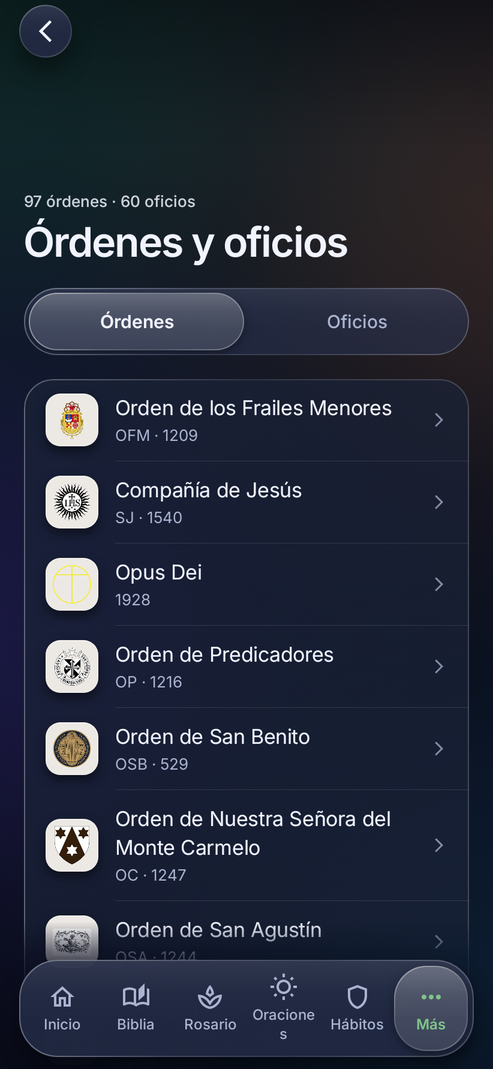 97 órdenes · 60 oficios
Órdenes y oficios
Órdenes
Oficios
Orden de los Frailes Menores
OFM · 1209
Compañía de Jesús
SJ · 1540
Opus Dei
1928
Orden de Predicadores
OP · 1216
Orden de San Benito
OSB · 529
Orden de Nuestra Señora del
Monte Carmelo
OC · 1247
Orden de San Agustín
OSA · 1244
Inicio
Biblia
Rosario
Oracione
s
Hábitos
Más